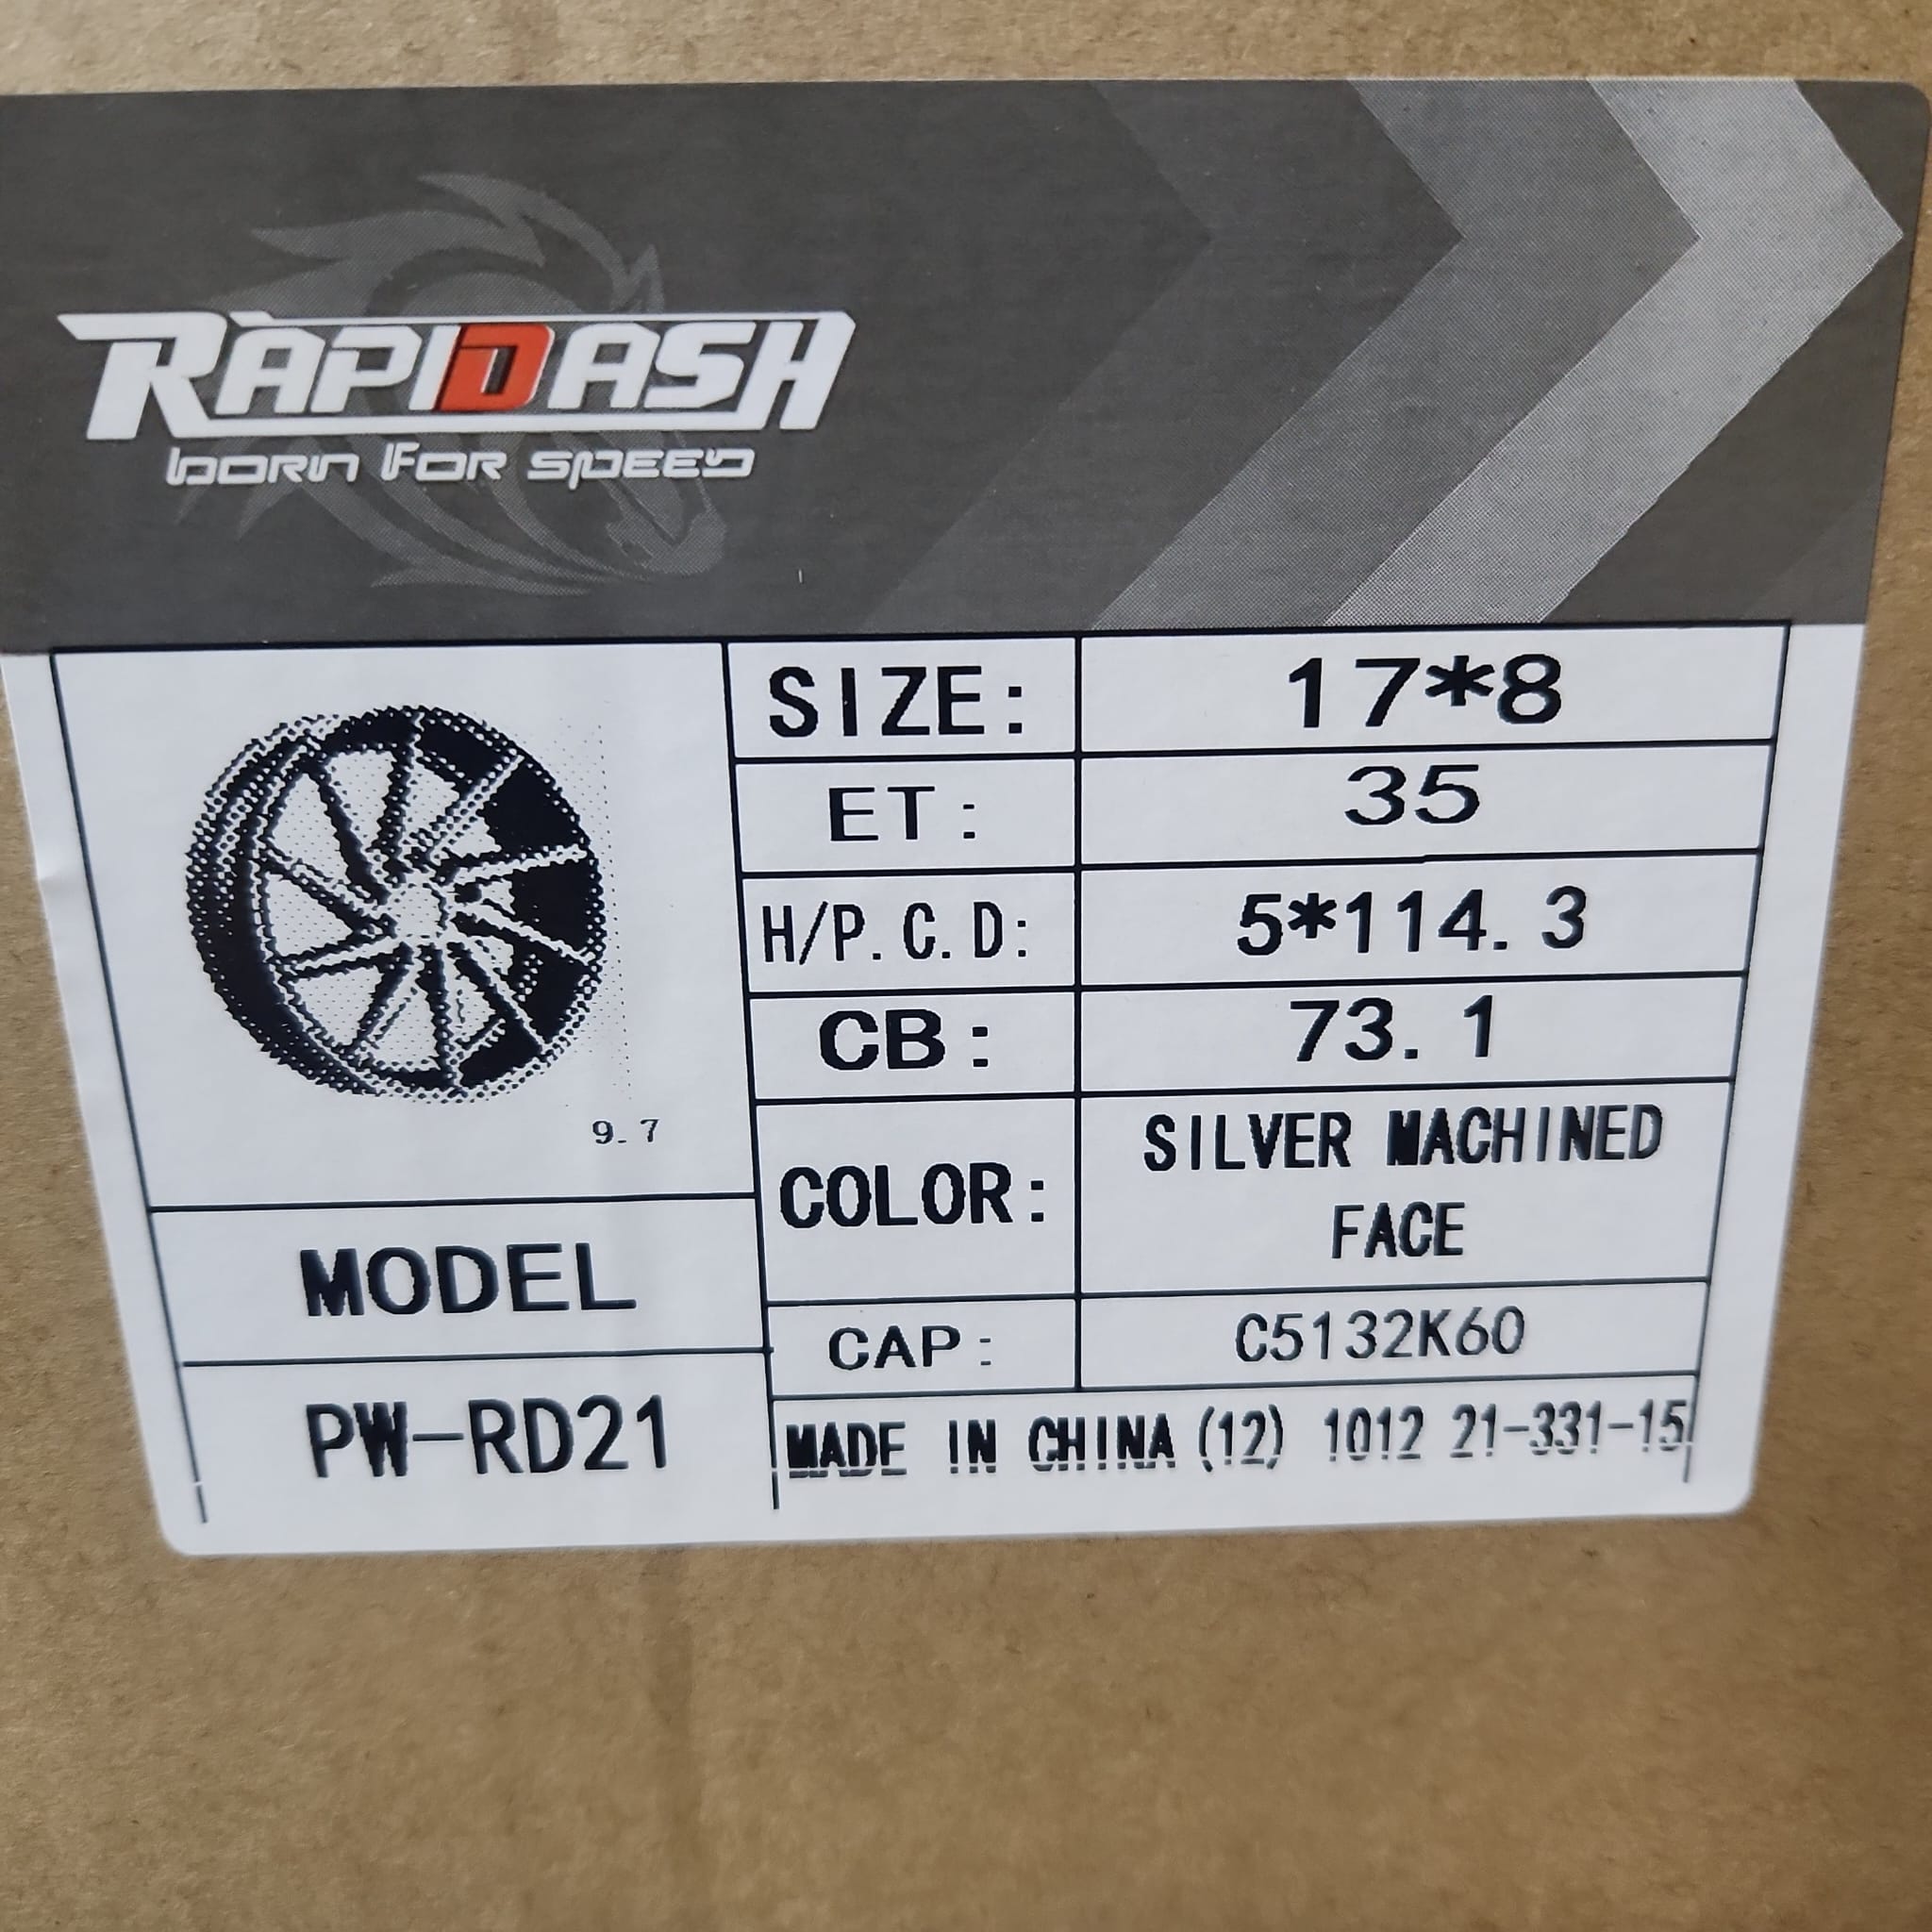 RAPIDASH
BORN FOR SPEED
SIZE: 17*8
ET: 35
H/P.C.D: 5*114.3
CB: 73.1
9.7
COLOR: SILVER MACHINED
FACE
MODEL
CAP: C5132K60
PW-RD21
MADE IN CHINA (12) 1012 21-331-15